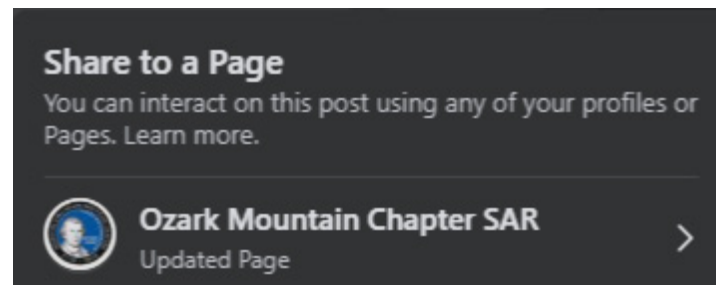 Share to a Page
You can interact on this post using any of your profiles or
Pages. Learn more.
Ozark Mountain Chapter SAR
Updated Page